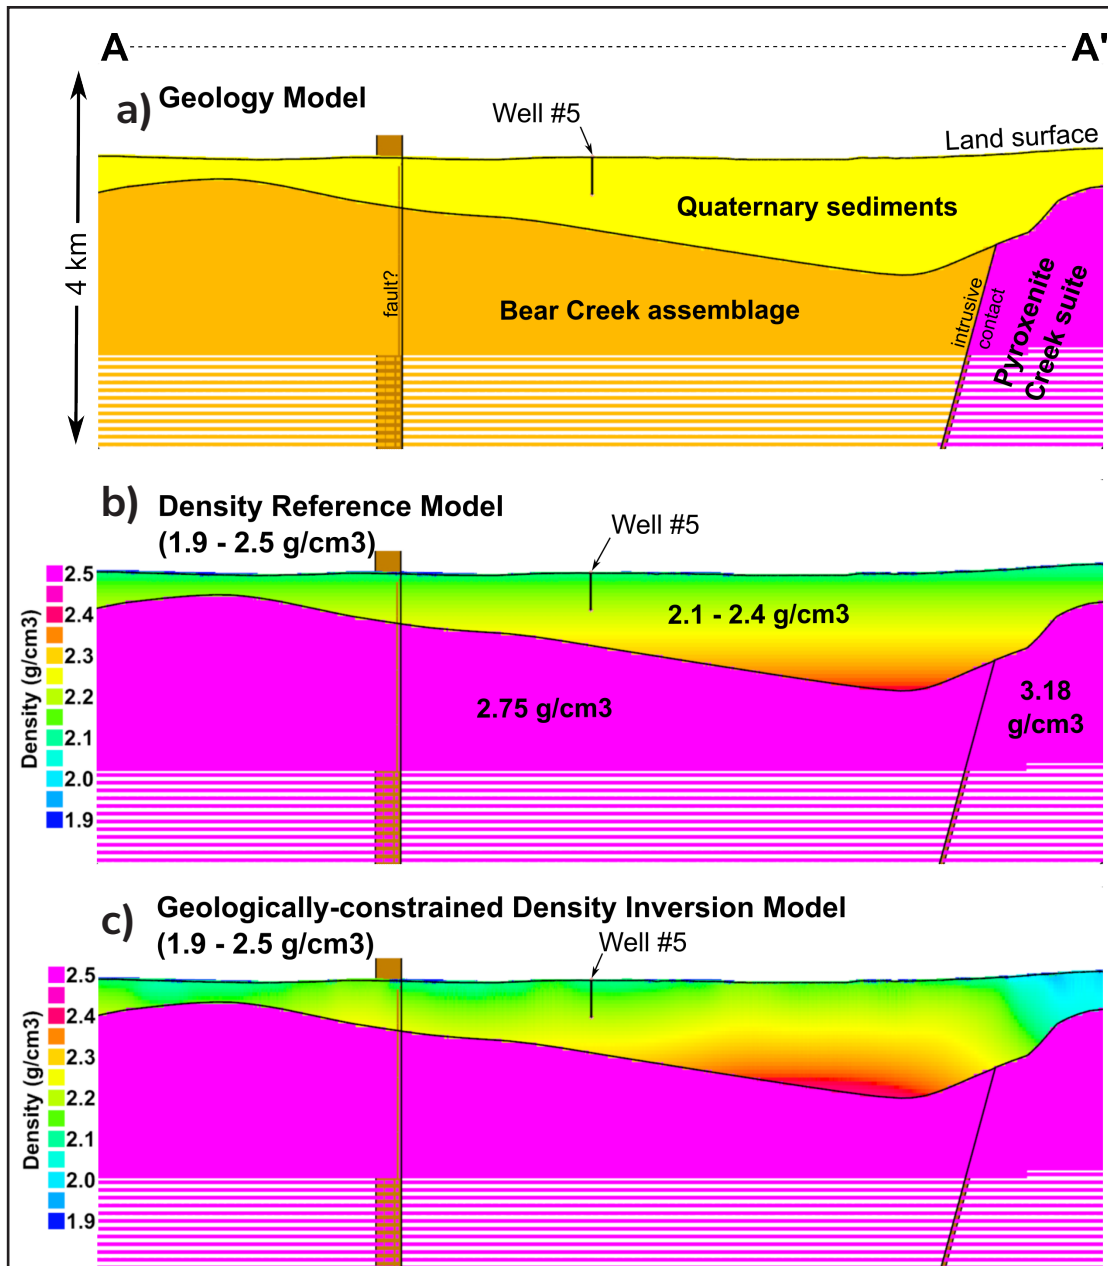 A
A'
a) Geology Model
Well #5
Land surface
Quaternary sediments
4 km
fault?
Bear Creek assemblage
intrusive
contact
Pyroxenite
Creek suite
b) Density Reference Model
(1.9 - 2.5 g/cm3)
Well #5
Density (g/cm3)
2.5
2.4
2.3
2.2
2.1
2.0
1.9
2.1 - 2.4 g/cm3
2.75 g/cm3
3.18
g/cm3
c) Geologically-constrained Density Inversion Model
(1.9 - 2.5 g/cm3)
Well #5
Density (g/cm3)
2.5
2.4
2.3
2.2
2.1
2.0
1.9